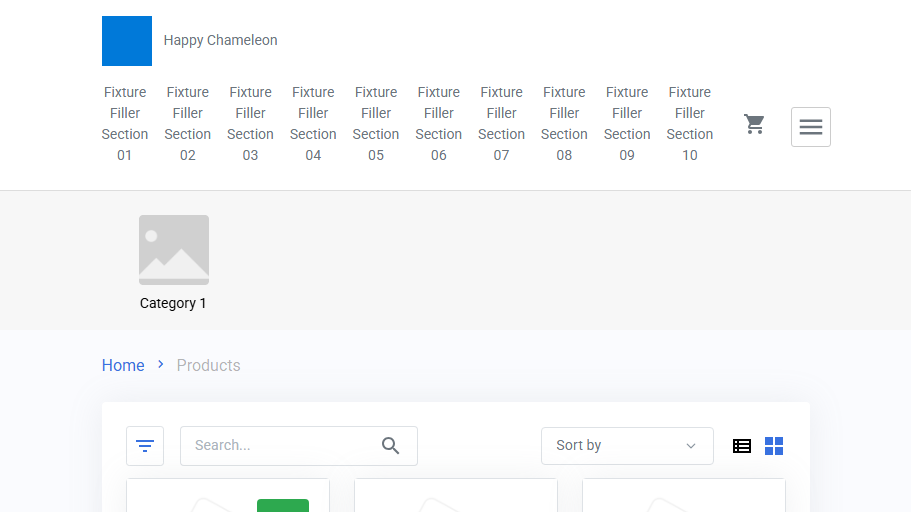 Happy Chameleon
Fixture Filler Section 01
Fixture Filler Section 02
Fixture Filler Section 03
Fixture Filler Section 04
Fixture Filler Section 05
Fixture Filler Section 06
Fixture Filler Section 07
Fixture Filler Section 08
Fixture Filler Section 09
Fixture Filler Section 10
Category 1
Home
Products
Search...
Sort by